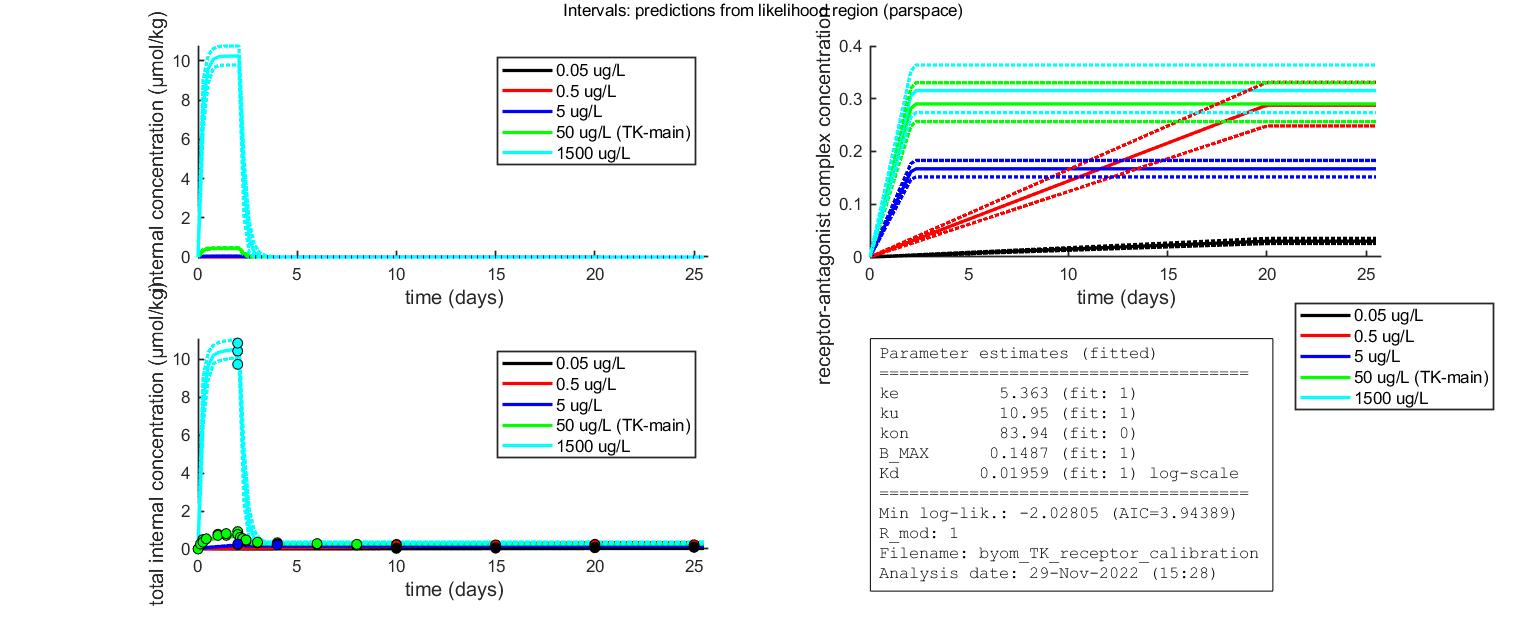 Intervals: predictions from likelihood region (parspace)
internal concentration (µmol/kg)
10
8
6
4
2
0
0 5 10 15 20 25
time (days)
0.05 ug/L
0.5 ug/L
5 ug/L
50 ug/L (TK-main)
1500 ug/L
receptor-antagonist complex concentration
0.4
0.3
0.2
0.1
0
0 5 10 15 20 25
time (days)
0.05 ug/L
0.5 ug/L
5 ug/L
50 ug/L (TK-main)
1500 ug/L
total internal concentration (µmol/kg)
10
8
6
4
2
0
0 5 10 15 20 25
time (days)
0.05 ug/L
0.5 ug/L
5 ug/L
50 ug/L (TK-main)
1500 ug/L
Parameter estimates (fitted)
=====================================
ke 5.363 (fit: 1)
ku 10.95 (fit: 1)
kon 83.94 (fit: 0)
B_MAX 0.1487 (fit: 1)
Kd 0.01959 (fit: 1) log-scale
=====================================
Min log-lik.: -2.02805 (AIC=3.94389)
R_mod: 1
Filename: byom_TK_receptor_calibration
Analysis date: 29-Nov-2022 (15:28)